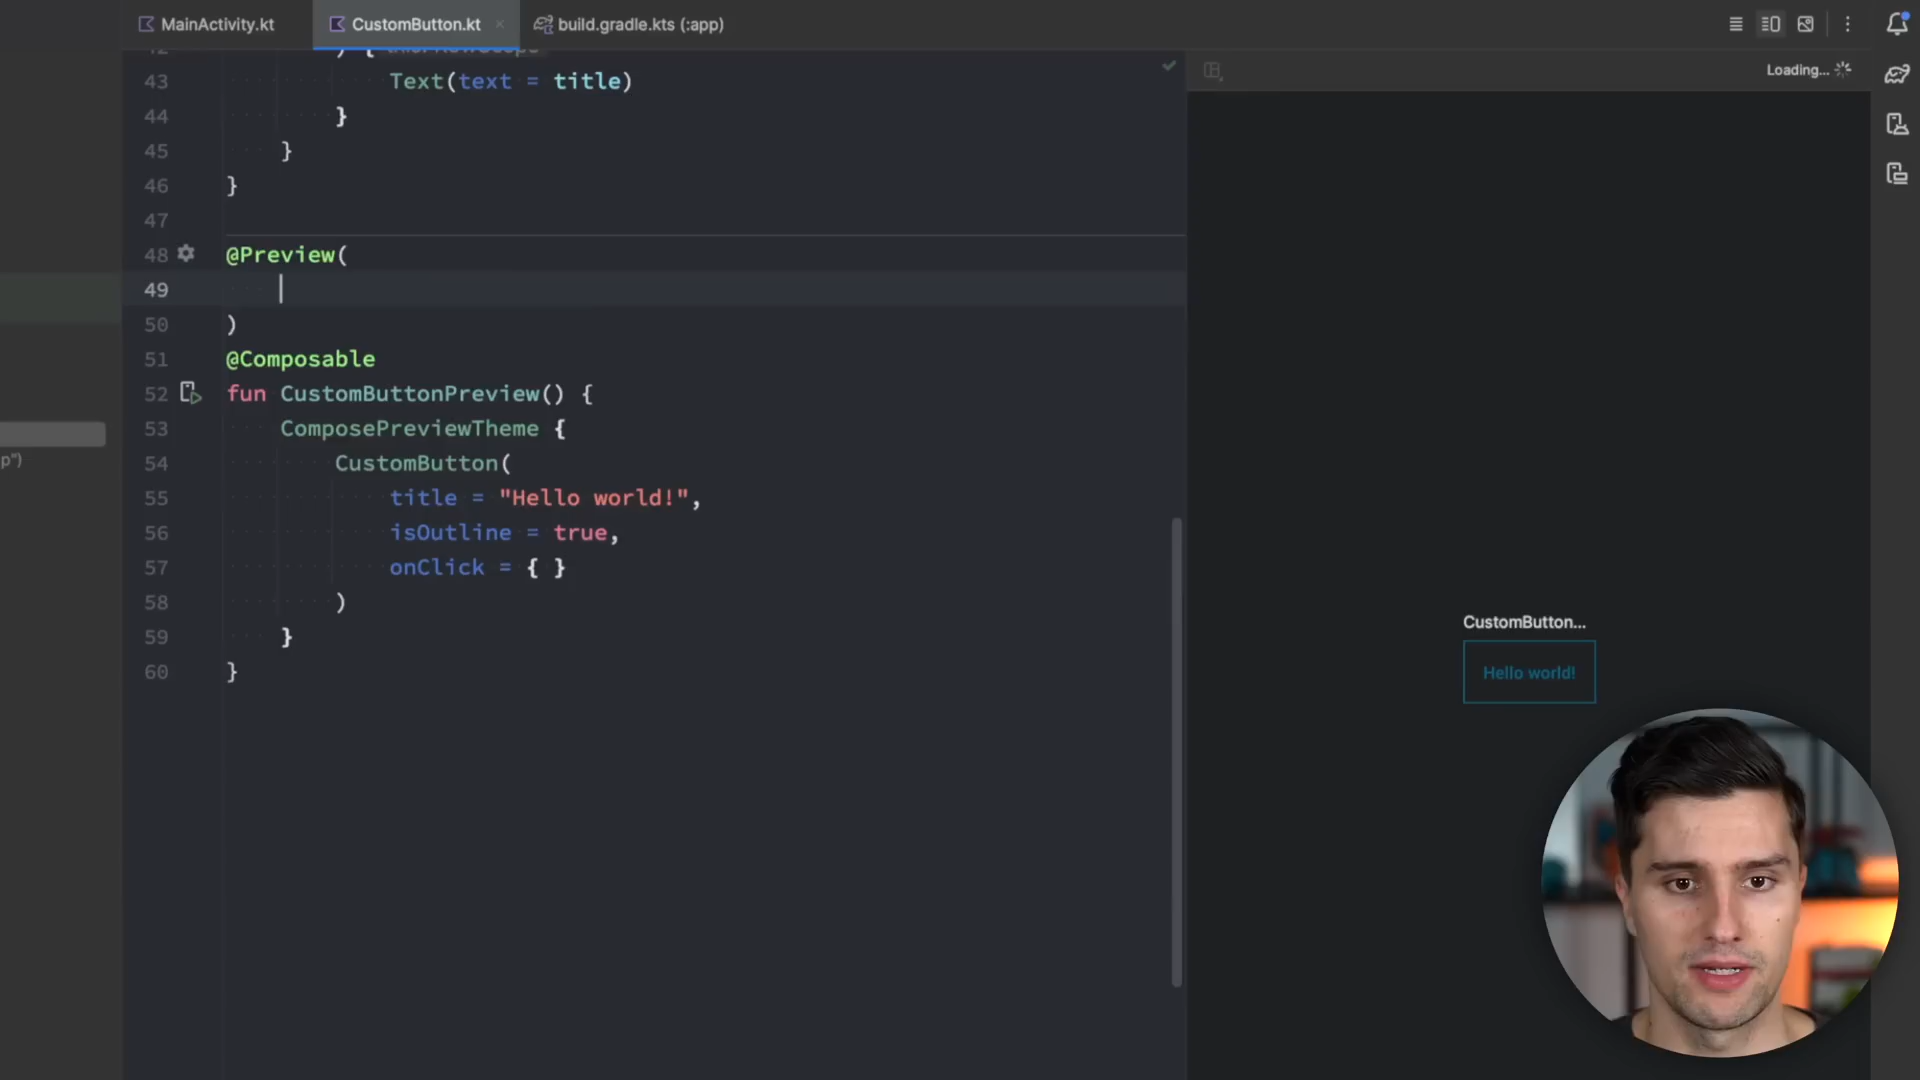 MainActivity.kt
CustomButton.kt
build.gradle.kts (:app)
43 Text(text = title)
44 }
45 }
46 }
47
48 @Preview(
49
50 )
51 @Composable
52 fun CustomButtonPreview() {
53 ComposePreviewTheme {
54 CustomButton(
55 title = "Hello world!",
56 isOutline = true,
57 onClick = { }
58 )
59 }
60 }
p")
Loading...
CustomButton...
Hello world!